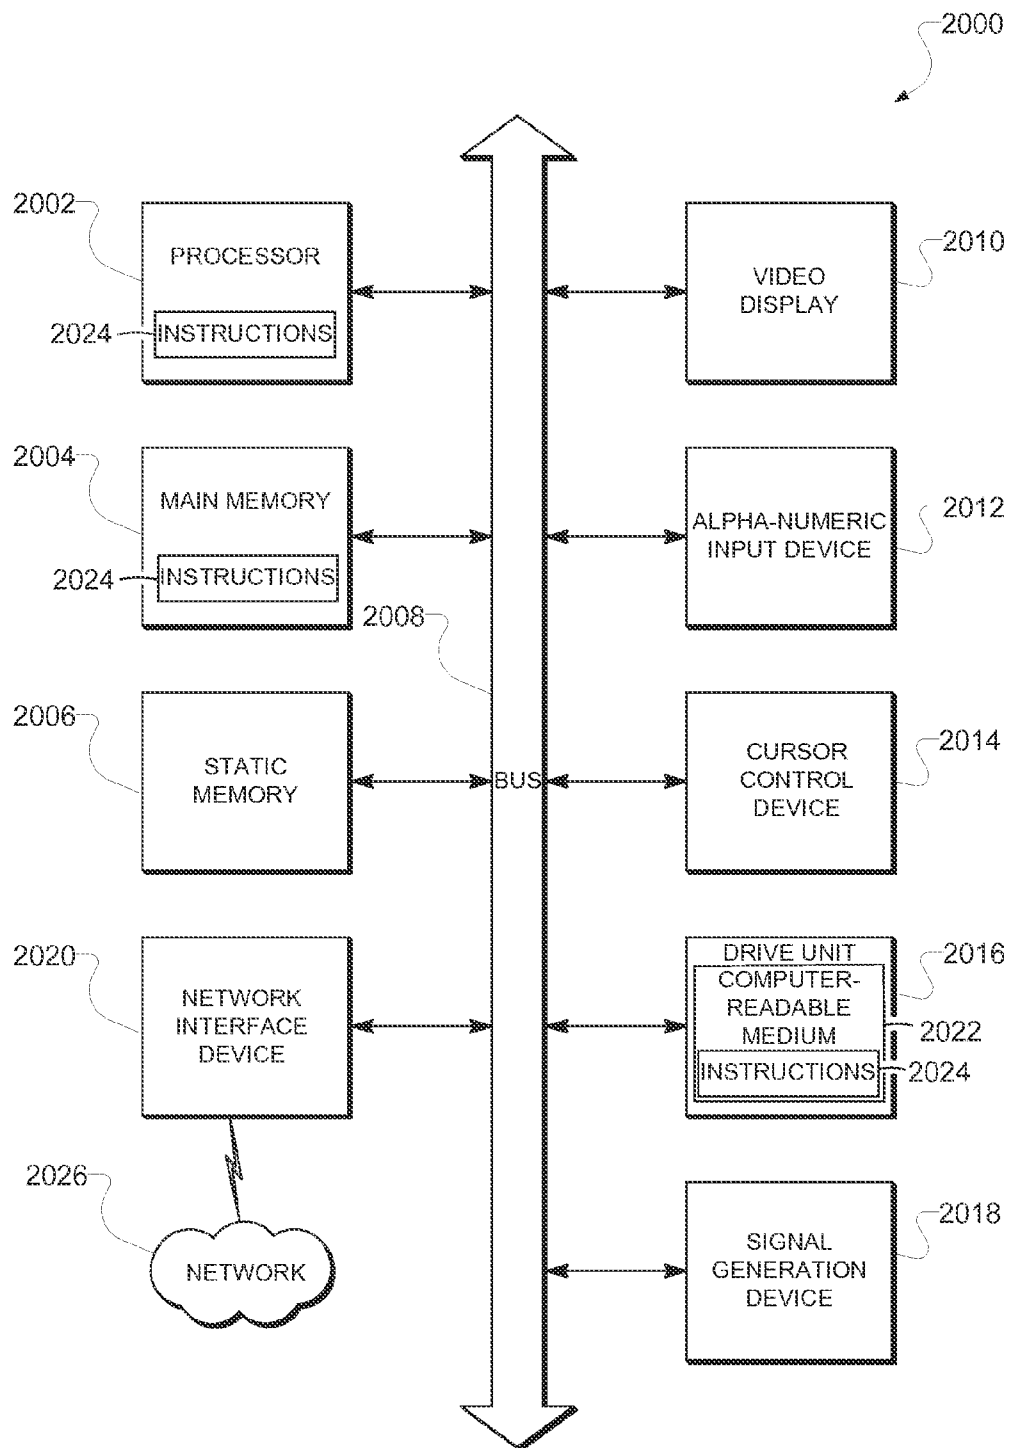 2000
2002
PROCESSOR
2024
INSTRUCTIONS
2010
VIDEO
DISPLAY
2004
MAIN MEMORY
2024
INSTRUCTIONS
2008
2012
ALPHA-NUMERIC
INPUT DEVICE
2006
STATIC
MEMORY
BUS
2014
CURSOR
CONTROL
DEVICE
2020
NETWORK
INTERFACE
DEVICE
2016
DRIVE UNIT
COMPUTER-
READABLE
MEDIUM
2022
INSTRUCTIONS
2024
2026
NETWORK
2018
SIGNAL
GENERATION
DEVICE